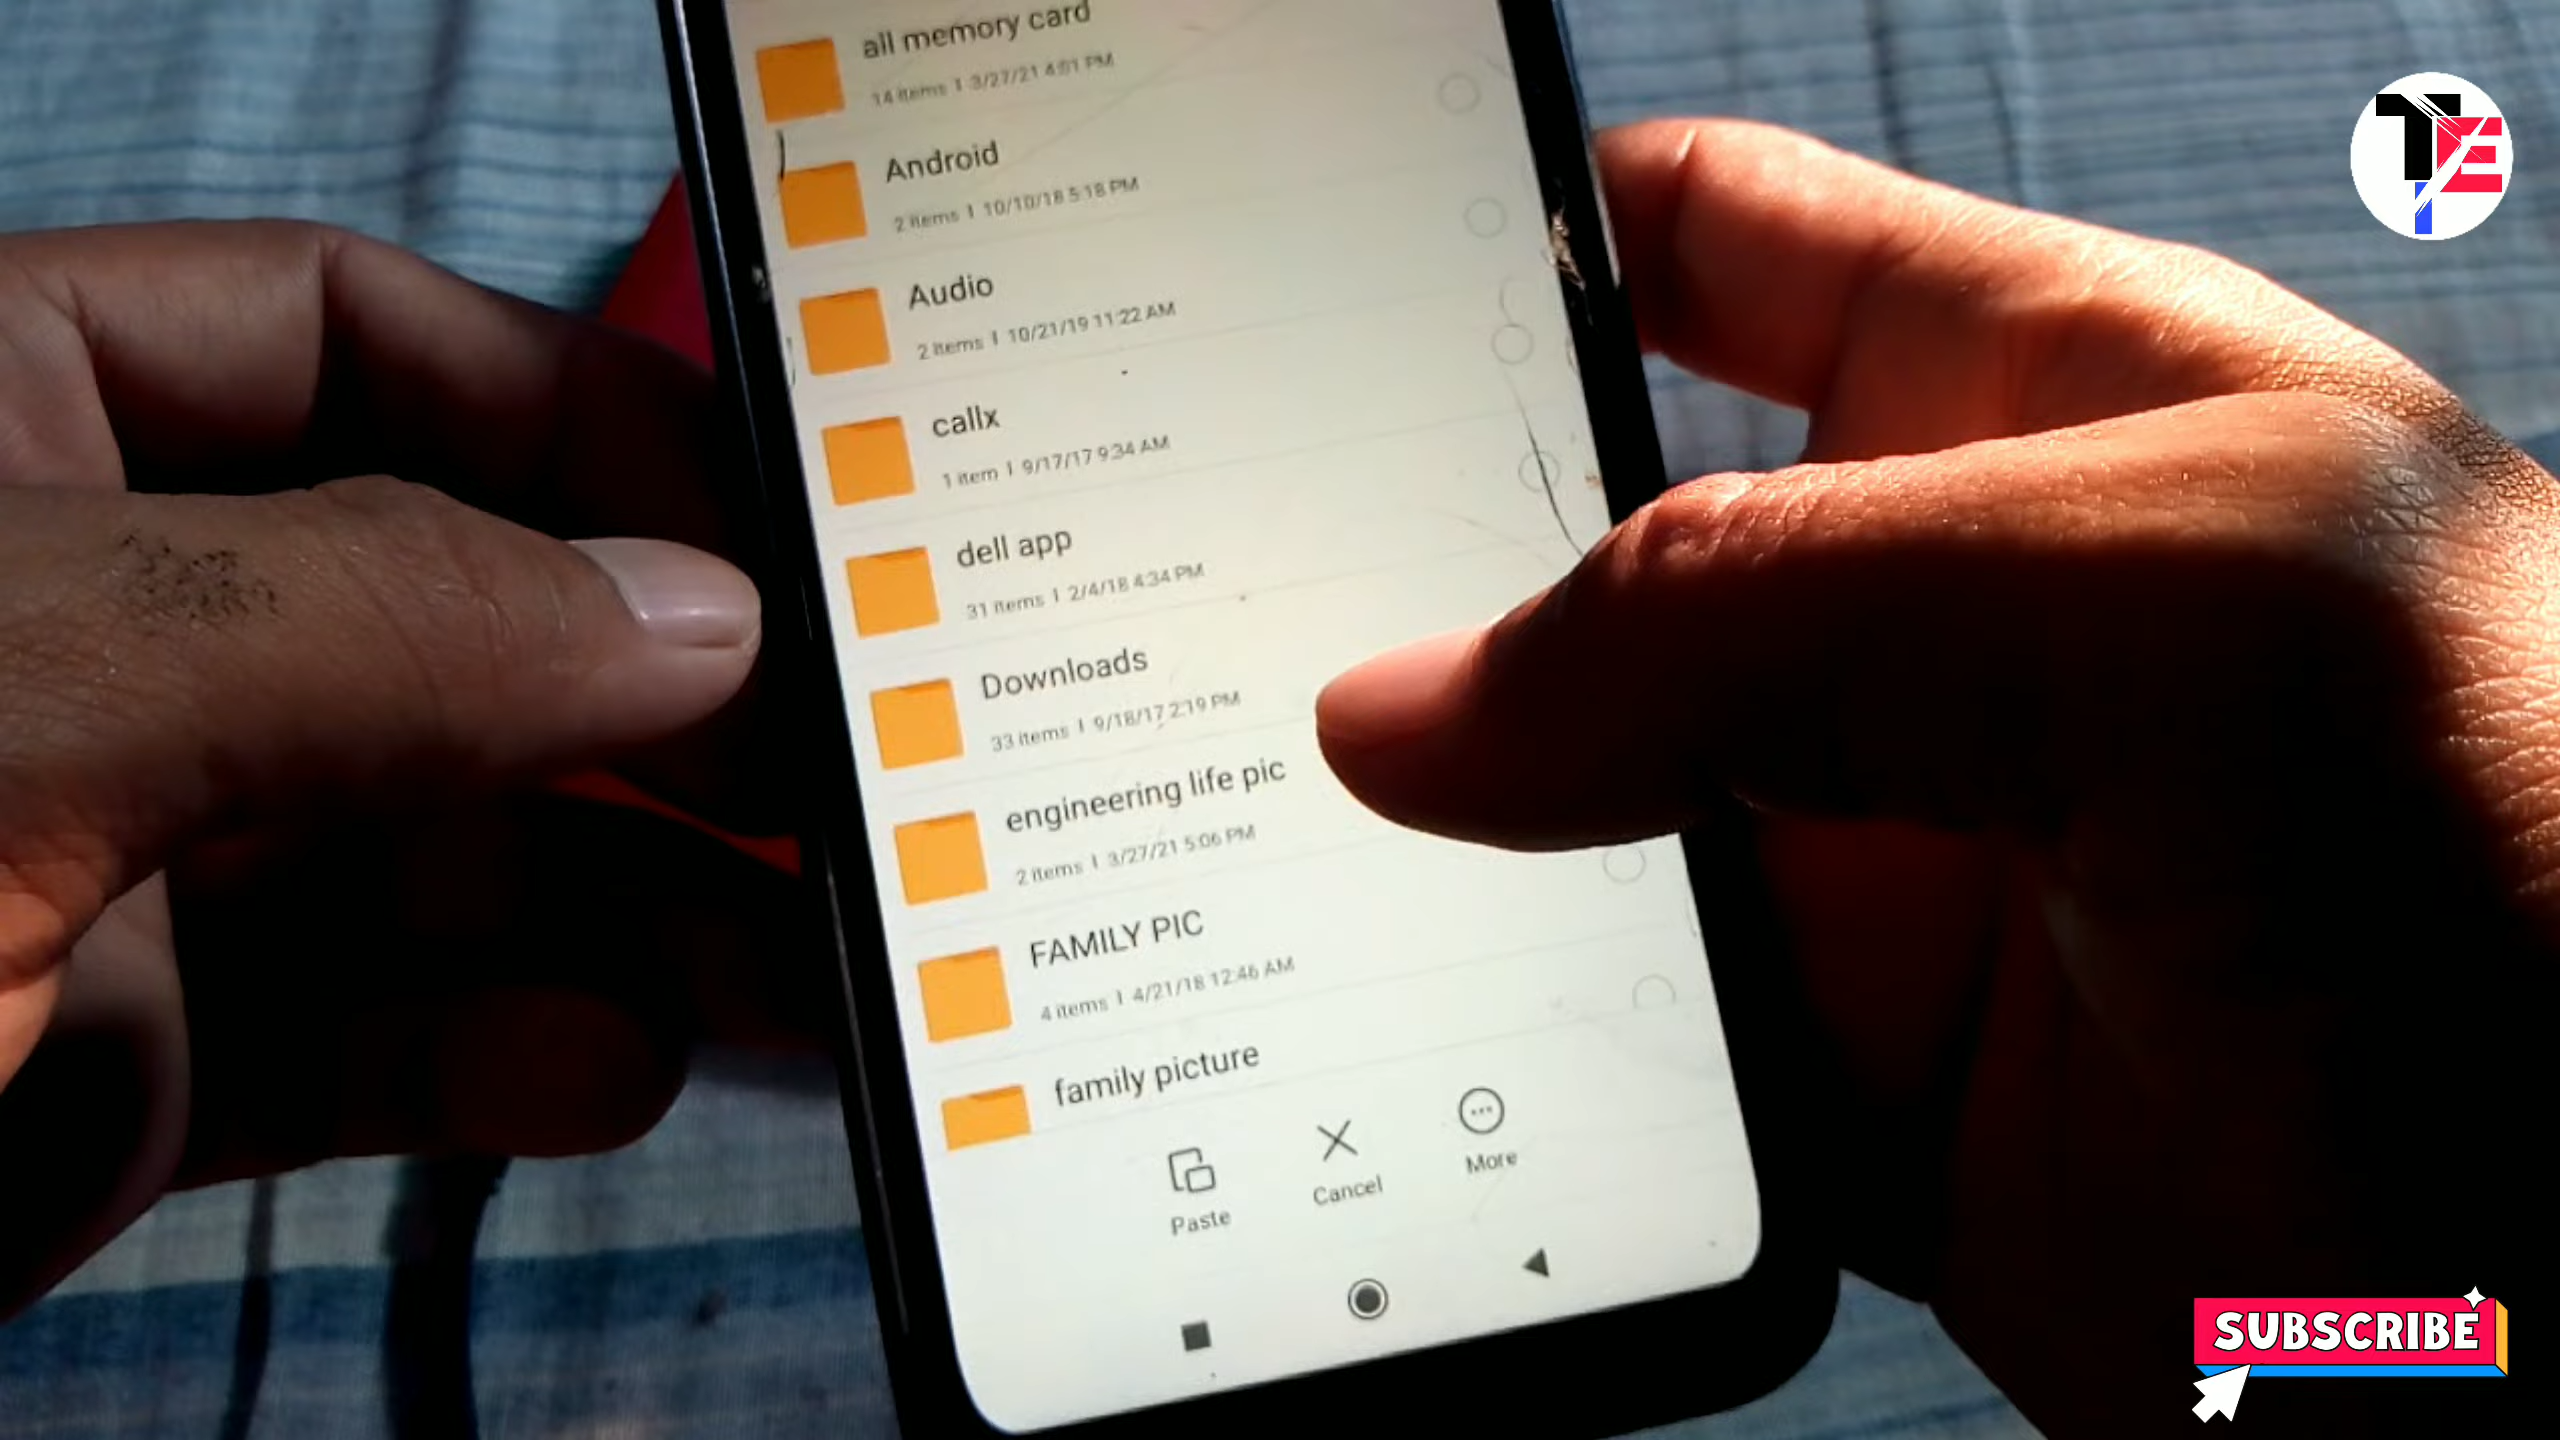 all memory card
14 items | 3/27/21 4:01 PM
Android
2 items | 10/10/18 5:18 PM
Audio
2 items | 10/21/19 11:22 AM
callx
1 item | 9/17/17 9:34 AM
dell app
31 items | 2/4/18 4:34 PM
Downloads
33 items | 9/18/17 2:19 PM
engineering life pic
2 items | 3/27/21 5:06 PM
FAMILY PIC
4 items | 4/21/18 12:46 AM
family picture
Paste
Cancel
More
TE
SUBSCRIBE